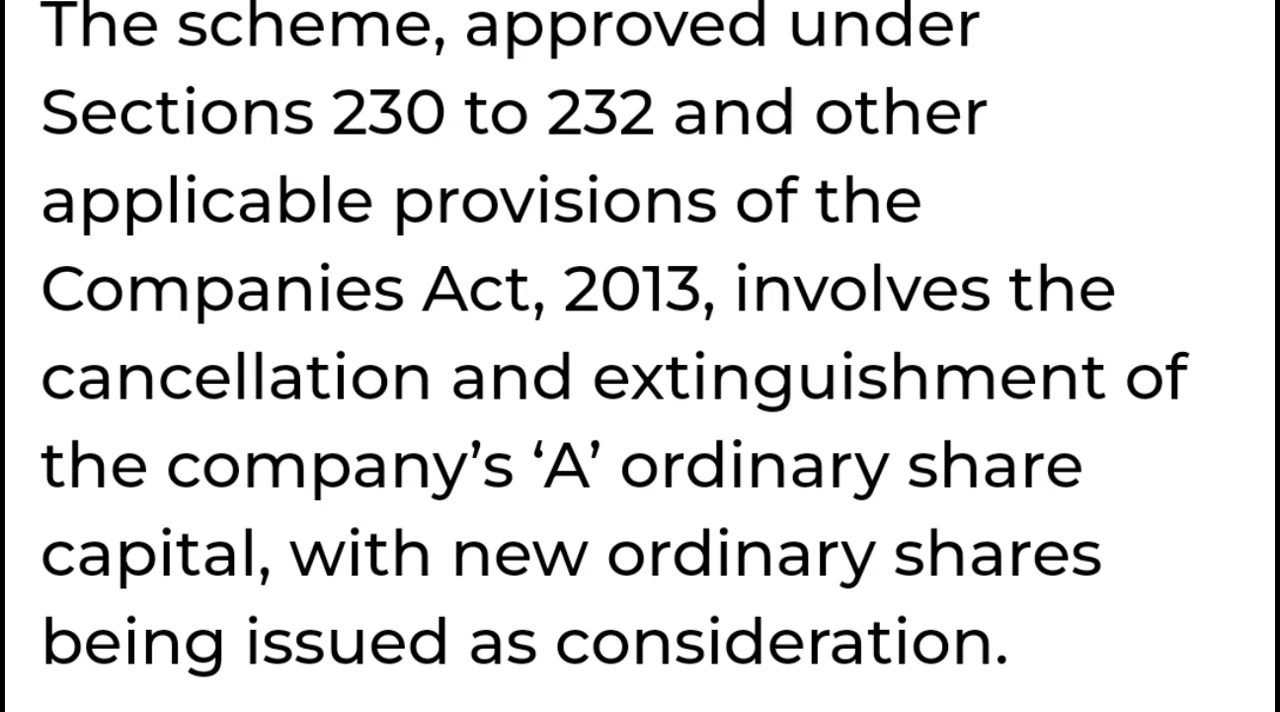 The scheme, approved under
Sections 230 to 232 and other
applicable provisions of the
Companies Act, 2013, involves the
cancellation and extinguishment of
the company’s ‘A’ ordinary share
capital, with new ordinary shares
being issued as consideration.